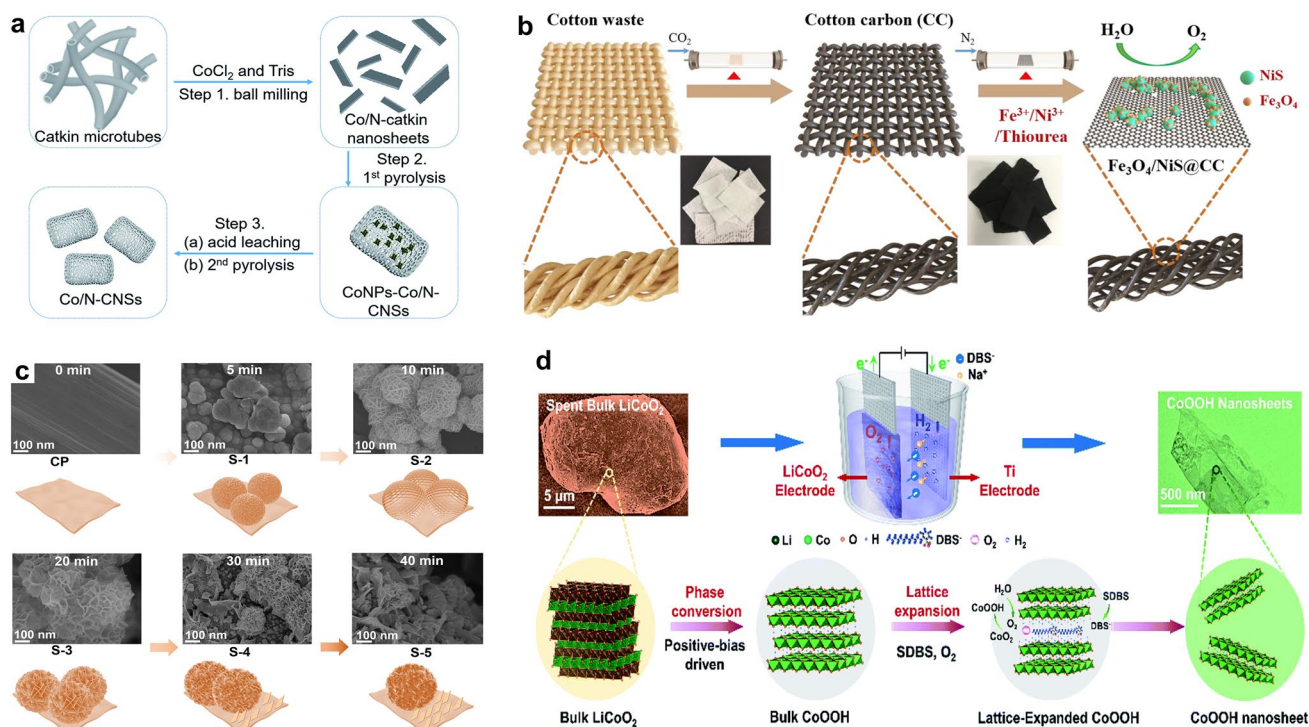 a
Catkin microtubes
CoCl₂ and Tris
Step 1. ball milling
Co/N-catkin
nanosheets
Step 2.
1st pyrolysis
CoNPs-Co/N-
CNSs
Step 3.
(a) acid leaching
(b) 2nd pyrolysis
Co/N-CNSs
b
Cotton waste
CO₂
Cotton carbon (CC)
N₂
Fe³⁺/Ni³⁺
/Thiourea
H₂O
O₂
NiS
Fe₃O₄
Fe₃O₄/NiS@CC
c
0 min
100 nm
CP
5 min
100 nm
S-1
10 min
100 nm
S-2
20 min
100 nm
S-3
30 min
100 nm
S-4
40 min
100 nm
S-5
d
Spent Bulk LiCoO₂
5 µm
e⁻
e⁻
DBS⁻
Na⁺
O₂
H₂
LiCoO₂
Electrode
Ti
Electrode
CoOOH Nanosheets
500 nm
Li Co O H DBS⁻ O₂ H₂
Bulk LiCoO₂
Phase
conversion
Positive-bias
driven
Bulk CoOOH
Lattice
expansion
SDBS, O₂
H₂O
CoOOH
O₂
CoO₂
SDBS
DBS⁻
Lattice-Expanded CoOOH
CoOOH nanosheet